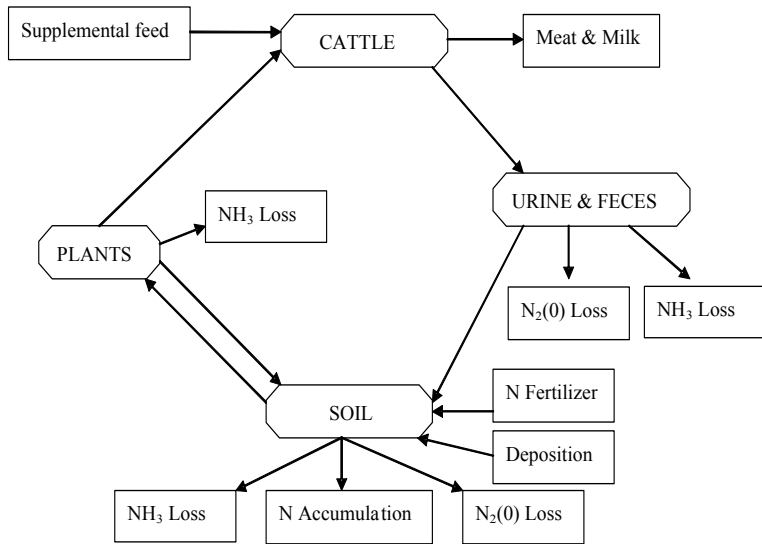 Supplemental feed
CATTLE
Meat & Milk
NH₃ Loss
URINE & FECES
PLANTS
N₂(0) Loss
NH₃ Loss
N Fertilizer
SOIL
Deposition
NH₃ Loss
N Accumulation
N₂(0) Loss